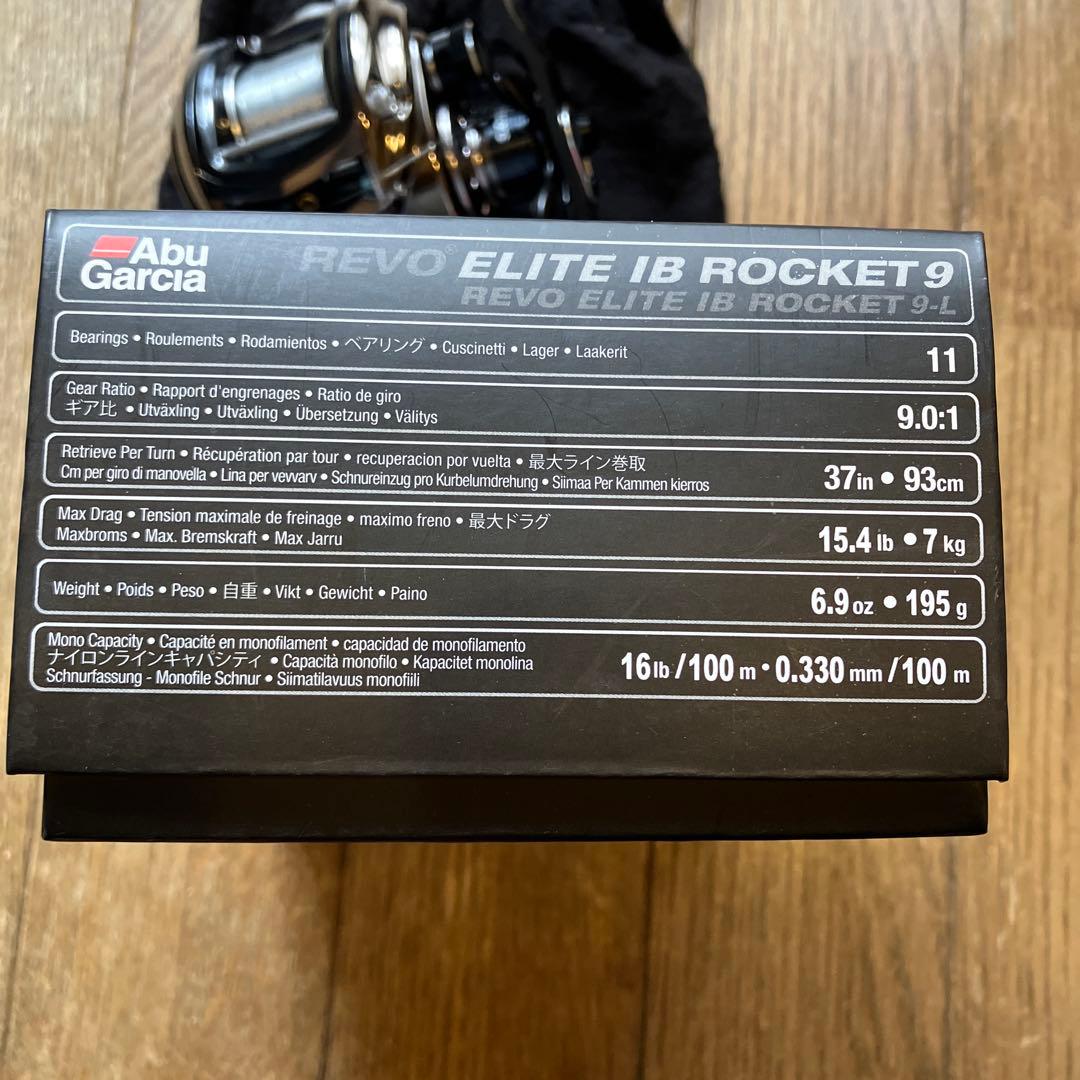 Abu
Garcia
REVO® ELITE IB ROCKET 9
REVO ELITE IB ROCKET 9-L
Bearings • Roulements • Rodamientos • ベアリング • Cuscinetti • Lager • Laakerit
11
Gear Ratio • Rapport d'engrenages • Ratio de giro
ギア比 • Utväxling • Utväxling • Übersetzung • Välitys
9.0:1
Retrieve Per Turn • Récupération par tour • recuperacion por vuelta • 最大ライン巻取
Cm per giro di manovella • Lina per vevvarv • Schnureinzug pro Kurbelumdrehung • Siimaa Per Kammen kierros
37in • 93cm
Max Drag • Tension maximale de freinage • maximo freno • 最大ドラグ
Maxbroms • Max. Bremskraft • Max Jarru
15.4 lb • 7 kg
Weight • Poids • Peso • 自重 • Vikt • Gewicht • Paino
6.9 oz • 195 g
Mono Capacity • Capacité en monofilament • capacidad de monofilamento
ナイロンラインキャパシティ • Capacità monofilo • Kapacitet monolina
Schnurfassung - Monofile Schnur • Siimatilavuus monofiili
16lb /100 m • 0.330 mm /100 m